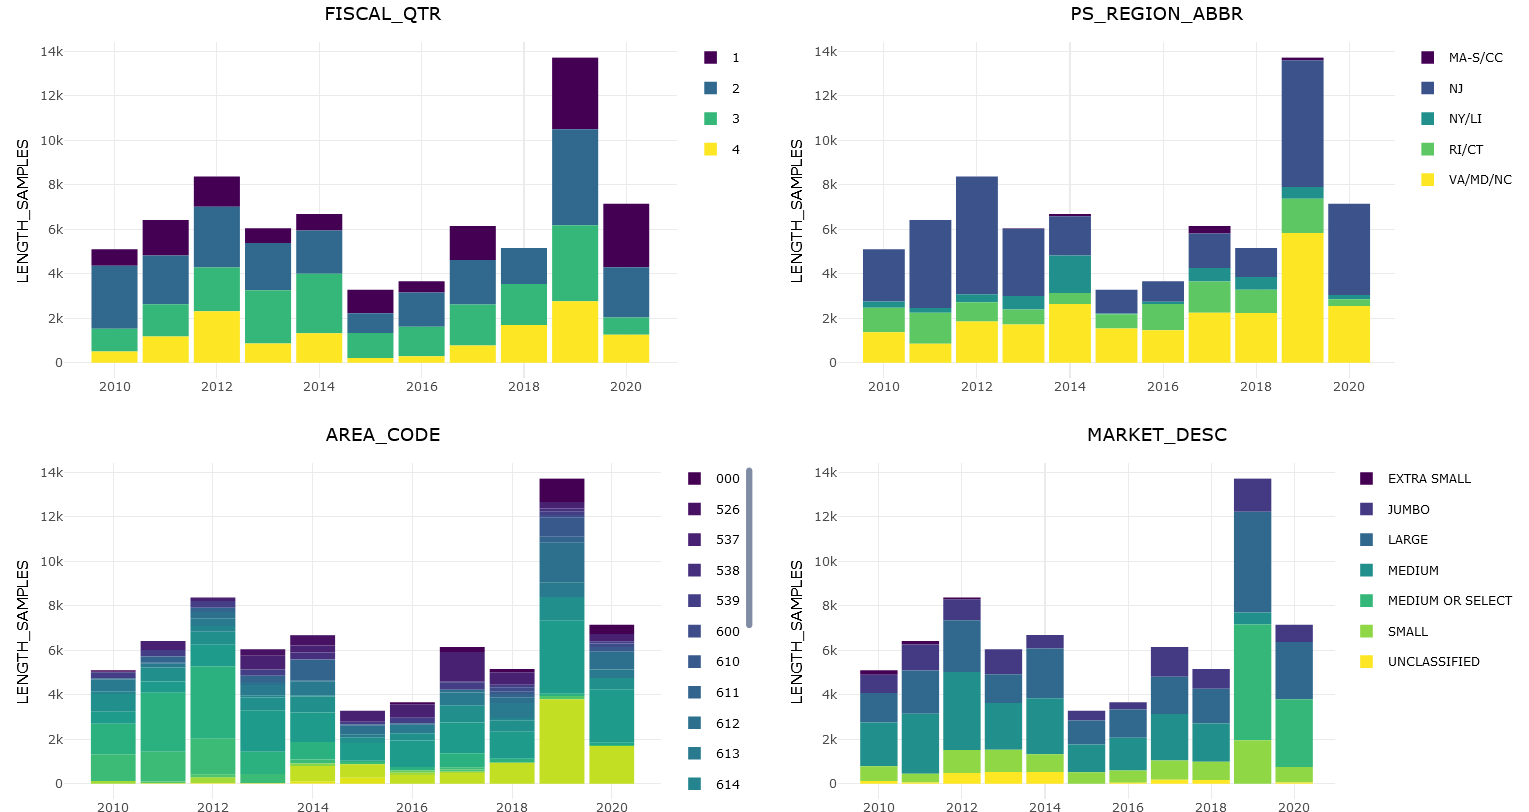 FISCAL_QTR
LENGTH_SAMPLES
14k
12k
10k
8k
6k
4k
2k
0
2010 2012 2014 2016 2018 2020
1
2
3
4
PS_REGION_ABBR
LENGTH_SAMPLES
14k
12k
10k
8k
6k
4k
2k
0
2010 2012 2014 2016 2018 2020
MA-S/CC
NJ
NY/LI
RI/CT
VA/MD/NC
AREA_CODE
LENGTH_SAMPLES
14k
12k
10k
8k
6k
4k
2k
0
2010 2012 2014 2016 2018 2020
000
526
537
538
539
600
610
611
612
613
614
MARKET_DESC
LENGTH_SAMPLES
14k
12k
10k
8k
6k
4k
2k
0
2010 2012 2014 2016 2018 2020
EXTRA SMALL
JUMBO
LARGE
MEDIUM
MEDIUM OR SELECT
SMALL
UNCLASSIFIED